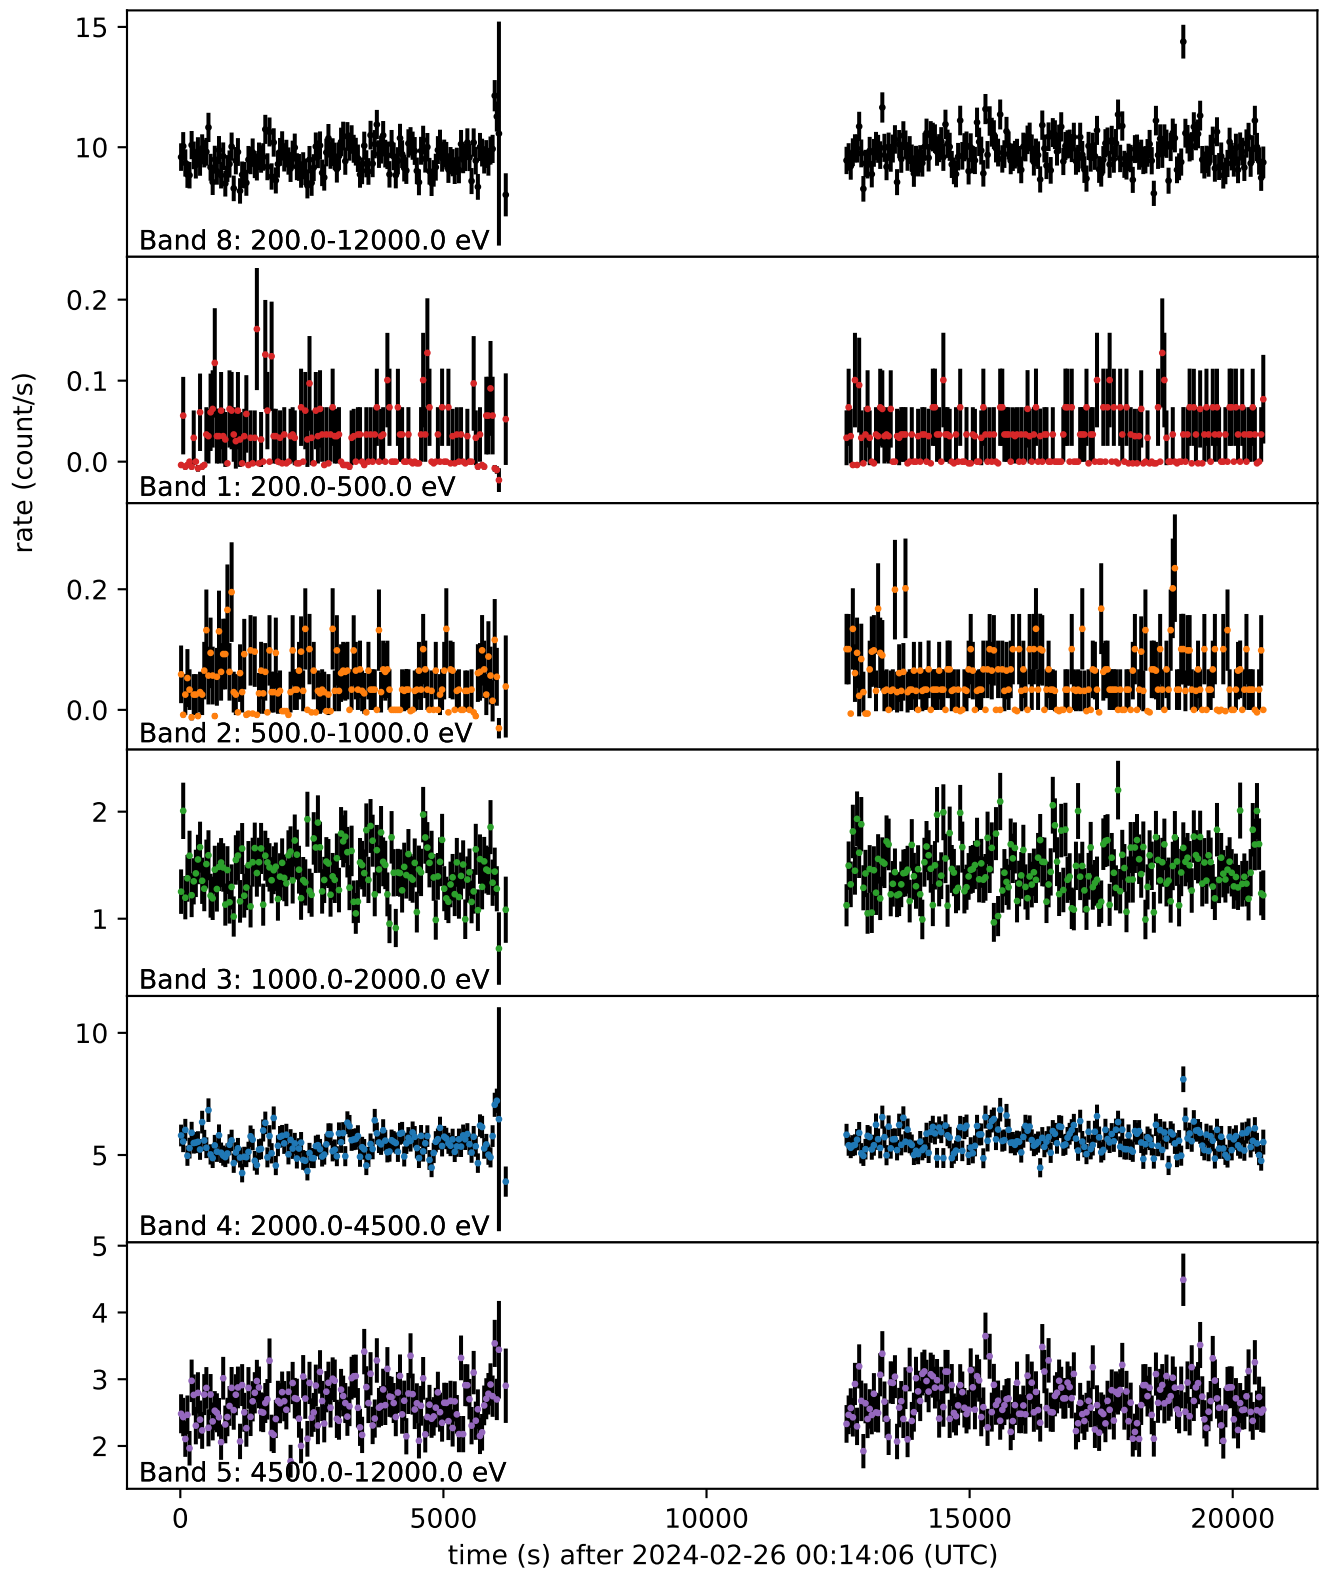 15
10
Band 8: 200.0-12000.0 eV
0.2
0.1
0.0
Band 1: 200.0-500.0 eV
rate (count/s)
0.2
0.0
Band 2: 500.0-1000.0 eV
2
1
Band 3: 1000.0-2000.0 eV
10
5
Band 4: 2000.0-4500.0 eV
5
4
3
2
Band 5: 4500.0-12000.0 eV
0 5000 10000 15000 20000
time (s) after 2024-02-26 00:14:06 (UTC)